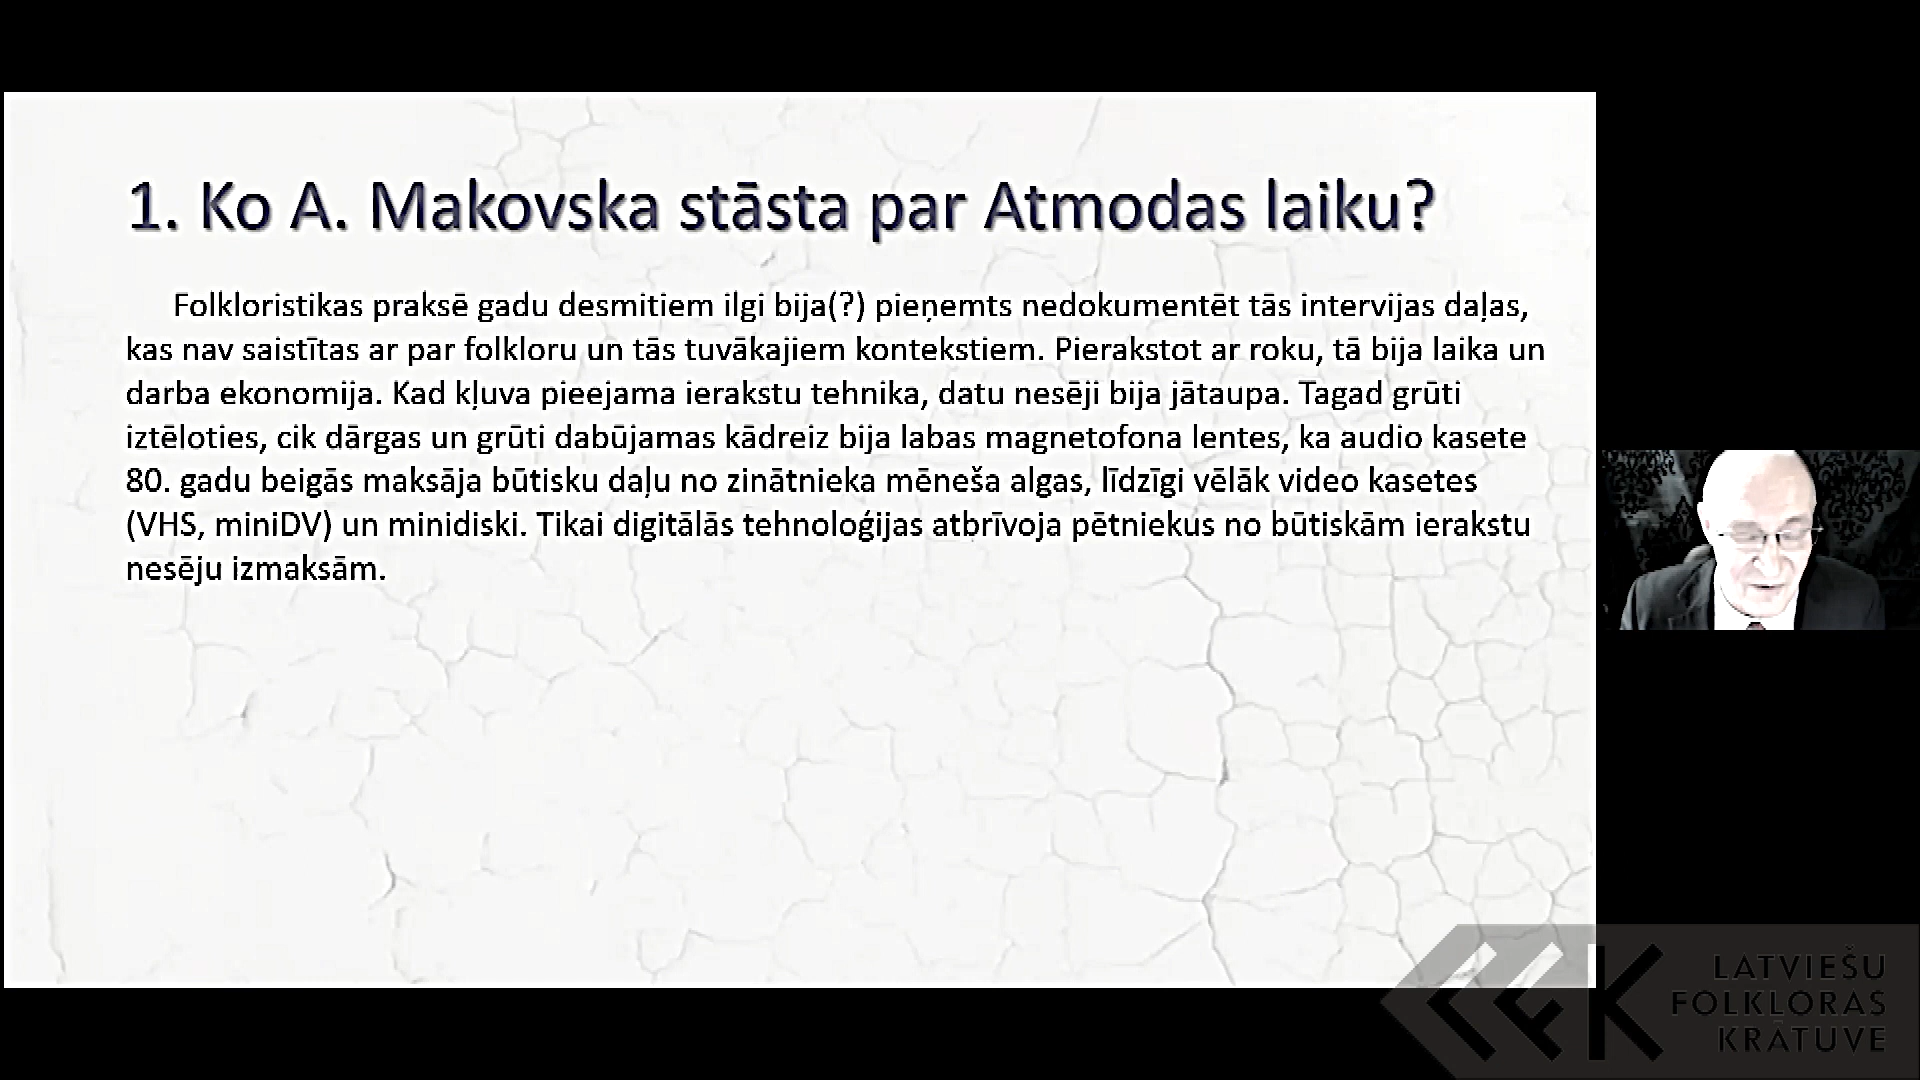 1. Ko A. Makovska stāsta par Atmodas laiku?
Folkloristikas praksē gadu desmitiem ilgi bija(?) pieņemts nedokumentēt tās intervijas daļas,
kas nav saistītas ar par folkloru un tās tuvākajiem kontekstiem. Pierakstot ar roku, tā bija laika un
darba ekonomija. Kad kļuva pieejama ierakstu tehnika, datu nesēji bija jātaupa. Tagad grūti
iztēloties, cik dārgas un grūti dabūjamas kādreiz bija labas magnetofona lentes, ka audio kasete
80. gadu beigās maksāja būtisku daļu no zinātnieka mēneša algas, līdzīgi vēlāk video kasetes
(VHS, miniDV) un minidiski. Tikai digitālās tehnoloģijas atbrīvoja pētniekus no būtiskām ierakstu
nesēju izmaksām.
LFK
LATVIEŠU
FOLKLORAS
KRĀTUVE